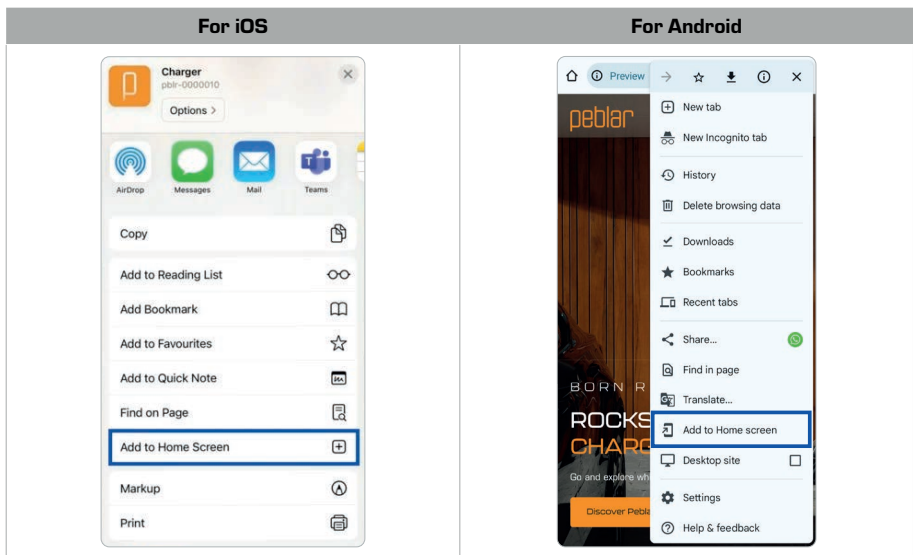 For iOS
For Android
Charger
pblr-0000010
Options >
AirDrop Messages Mail Teams
Copy
Add to Reading List
Add Bookmark
Add to Favourites
Add to Quick Note
Find on Page
Add to Home Screen
Markup
Print
Preview
peblar
BORN R
ROCKS
CHARG
Go and explore wh
Discover Pebla
New tab
New Incognito tab
History
Delete browsing data
Downloads
Bookmarks
Recent tabs
Share...
Find in page
Translate...
Add to Home screen
Desktop site
Settings
Help & feedback